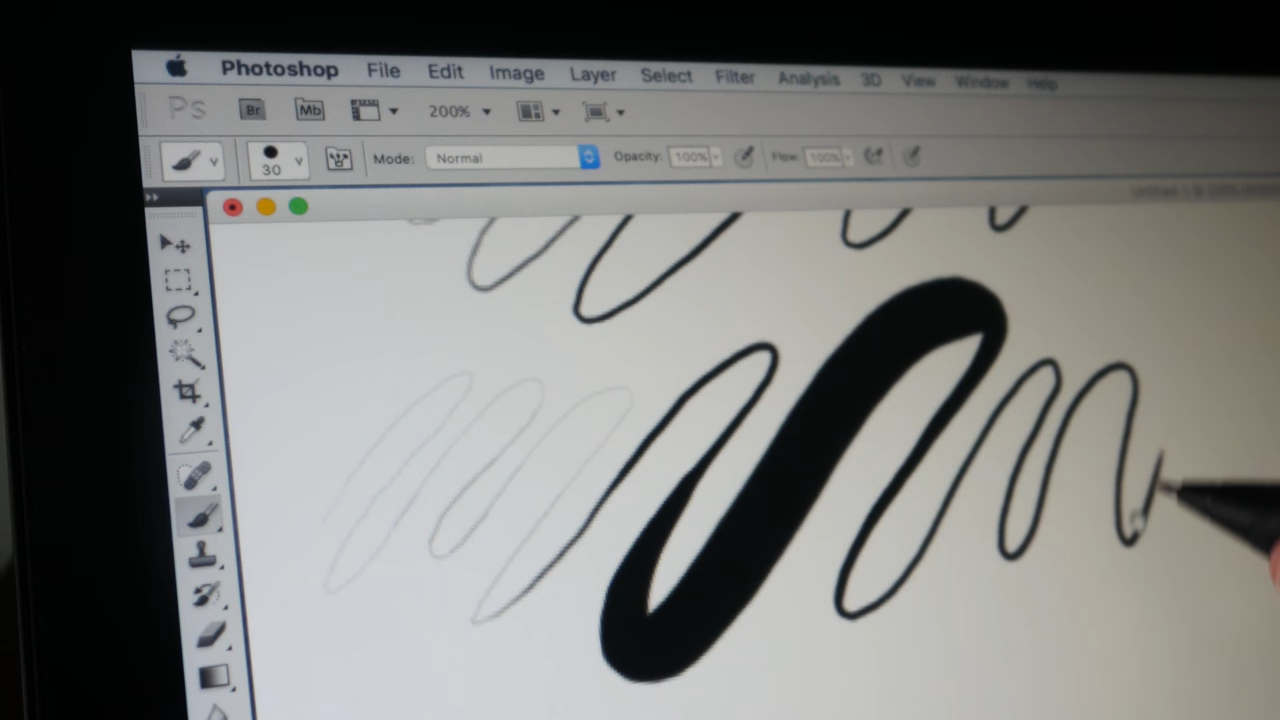 Photoshop File Edit Image Layer Select Filter Analysis 3D View Window Help
Ps Br Mb 200%
30 Mode: Normal Opacity: 100% Flow: 100%